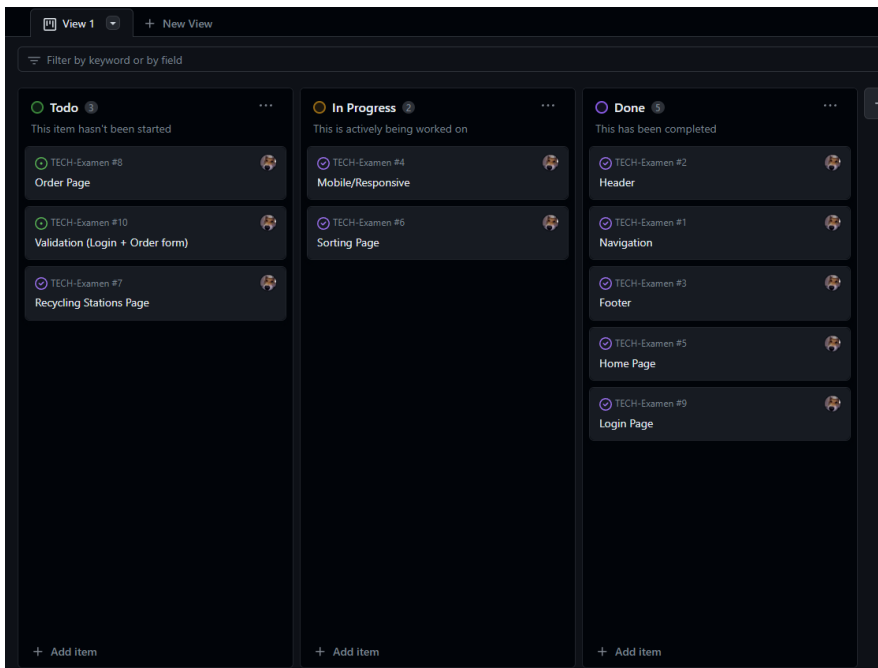 View 1
New View
Filter by keyword or by field
Todo 3
This item hasn't been started
TECH-Examen #8
Order Page
TECH-Examen #10
Validation (Login + Order form)
TECH-Examen #7
Recycling Stations Page
Add item
In Progress 2
This is actively being worked on
TECH-Examen #4
Mobile/Responsive
TECH-Examen #6
Sorting Page
Add item
Done 5
This has been completed
TECH-Examen #2
Header
TECH-Examen #1
Navigation
TECH-Examen #3
Footer
TECH-Examen #5
Home Page
TECH-Examen #9
Login Page
Add item